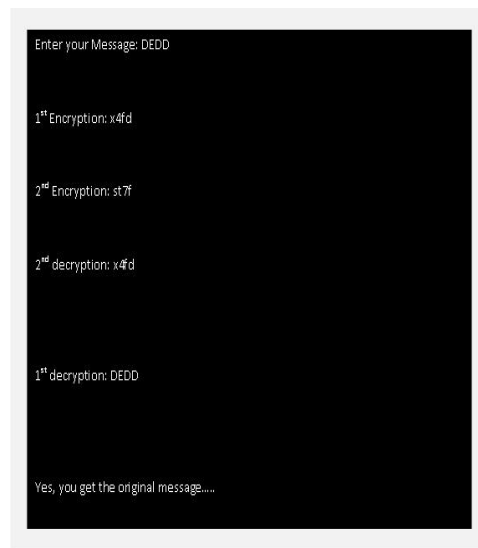 Enter your Message: DEDD
1st Encryption: x4fd
2nd Encryption: st7f
2nd decryption: x4fd
1st decryption: DEDD
Yes, you get the original message.....